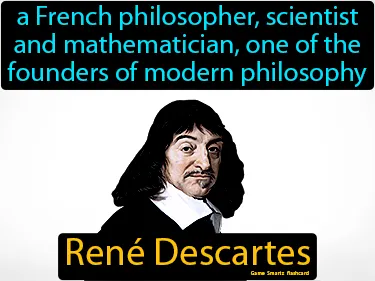 a French philosopher, scientist
and mathematician, one of the
founders of modern philosophy
René Descartes
Game Smartz flashcard